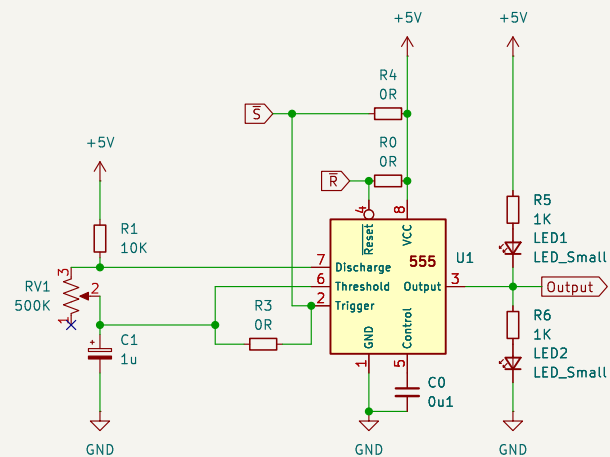 +5V
+5V
R4
0R
S
R0
0R
R
+5V
4
8
Reset
VCC
R5
1K
LED1
LED_Small
R1
10K
7
Discharge
555
U1
3
RV1
500K
2
1
6
Threshold
Output
3
Output
2
Trigger
R3
0R
R6
1K
LED2
LED_Small
C1
1u
GND
Control
1
5
C0
0u1
GND
GND
GND